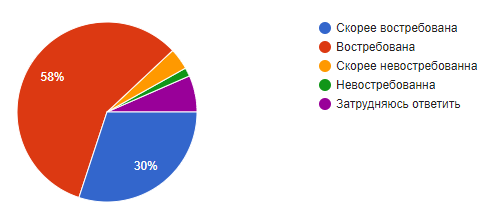 58%
30%
Скорее востребована
Востребована
Скорее невостребованна
Невостребованна
Затрудняюсь ответить